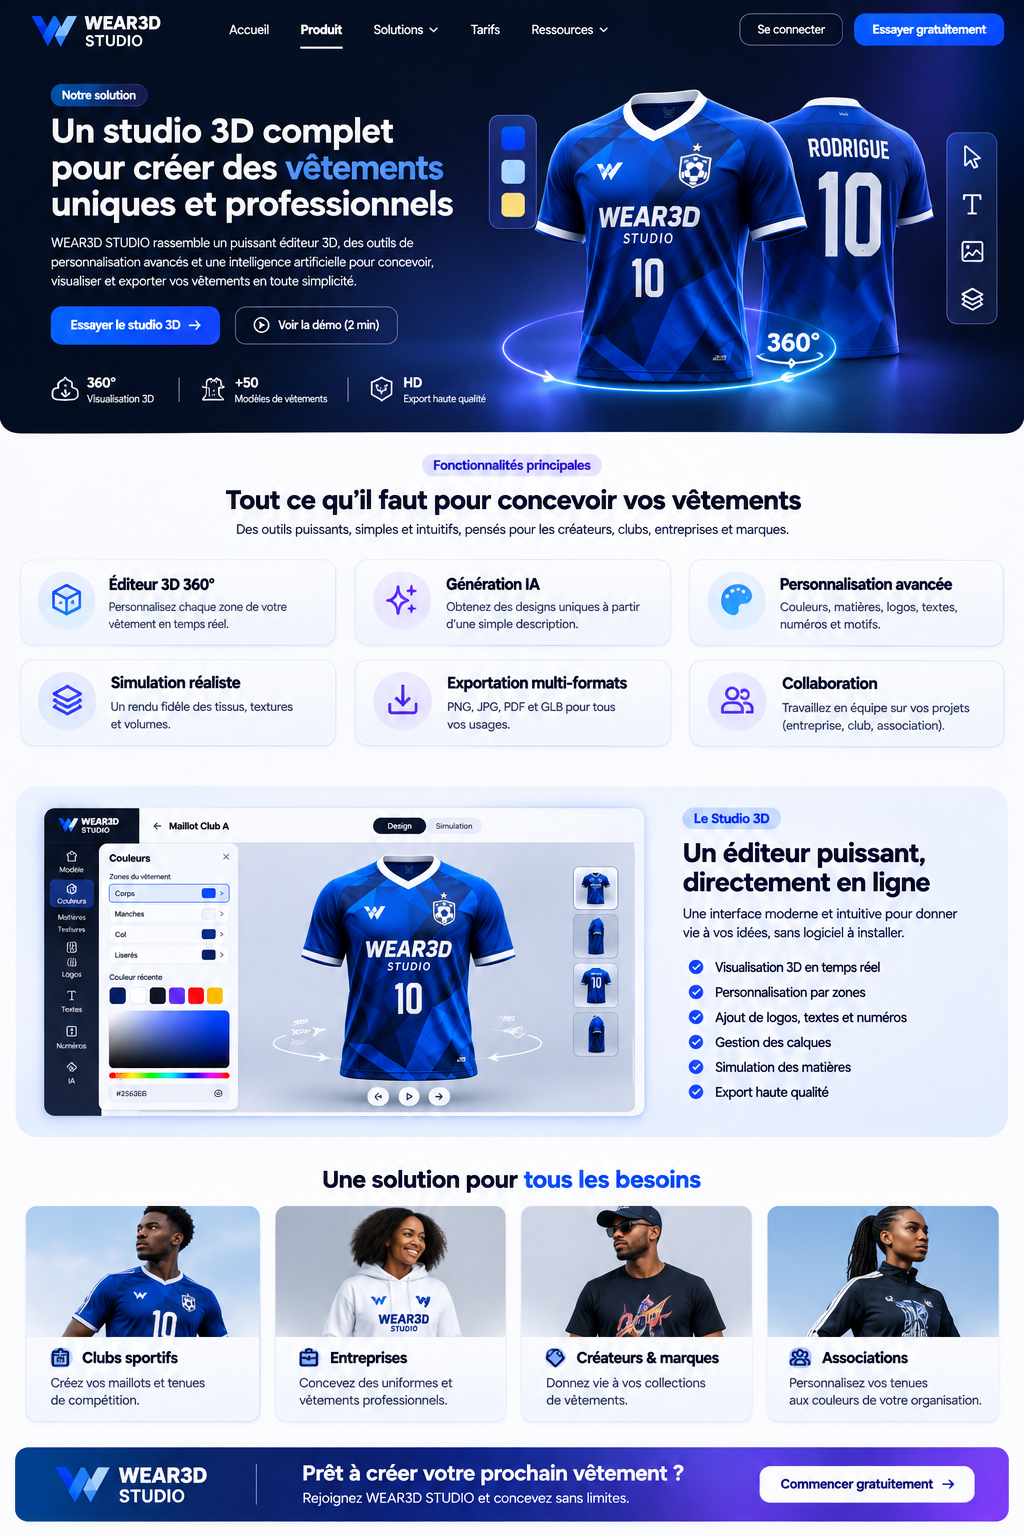 WEAR3D
STUDIO
Accueil
Produit
Solutions
Tarifs
Ressources
Se connecter
Essayer gratuitement
Notre solution
Un studio 3D complet
pour créer des vêtements
uniques et professionnels
WEAR3D STUDIO rassemble un puissant éditeur 3D, des outils de
personnalisation avancés et une intelligence artificielle pour concevoir,
visualiser et exporter vos vêtements en toute simplicité.
Essayer le studio 3D
Voir la démo (2 min)
360°
Visualisation 3D
+50
Modèles de vétements
HD
Export haute qualité
WEAR3D
STUDIO
10
RODRIGUE
10
360°
Fonctionnalités principales
Tout ce qu'il faut pour concevoir vos vêtements
Des outils puissants, simples et intuitifs, pensés pour les créateurs, clubs, entreprises et marques.
Éditeur 3D 360°
Personnalisez chaque zone de votre
vêtement en temps réel.
Génération IA
Obtenez des designs uniques à partir
d'une simple description.
Personnalisation avancée
Couleurs, matières, logos, textes,
numéros et motifs.
Simulation réaliste
Un rendu fidèle des tissus, textures
et volumes.
Exportation multi-formats
PNG, JPG, PDF et GLB pour tous
vos usages.
Collaboration
Travaillez en équipe sur vos projets
(entreprise, club, association).
WEAR3D
STUDIO
Maillot Club A
Design
Simulation
Modèle
Couleurs
Matières
Textures
Logos
Textes
Numéros
IA
Couleurs
Zones du vêtement
Corps
Manches
Col
Liserés
Couleur récente
#2563EB
WEAR3D
STUDIO
10
10
Le Studio 3D
Un éditeur puissant,
directement en ligne
Une interface moderne et intuitive pour donner
vie à vos idées, sans logiciel à installer.
Visualisation 3D en temps réel
Personnalisation par zones
Ajout de logos, textes et numéros
Gestion des calques
Simulation des matières
Export haute qualité
Une solution pour tous les besoins
10
WEAR3D
STUDIO
Clubs sportifs
Créez vos maillots et tenues
de compétition.
Entreprises
Concevez des uniformes et
vêtements professionnels.
Créateurs & marques
Donnez vie à vos collections
de vêtements.
Associations
Personnalisez vos tenues
aux couleurs de votre organisation.
WEAR3D
STUDIO
Prêt à créer votre prochain vêtement ?
Rejoignez WEAR3D STUDIO et concevez sans limites.
Commencer gratuitement